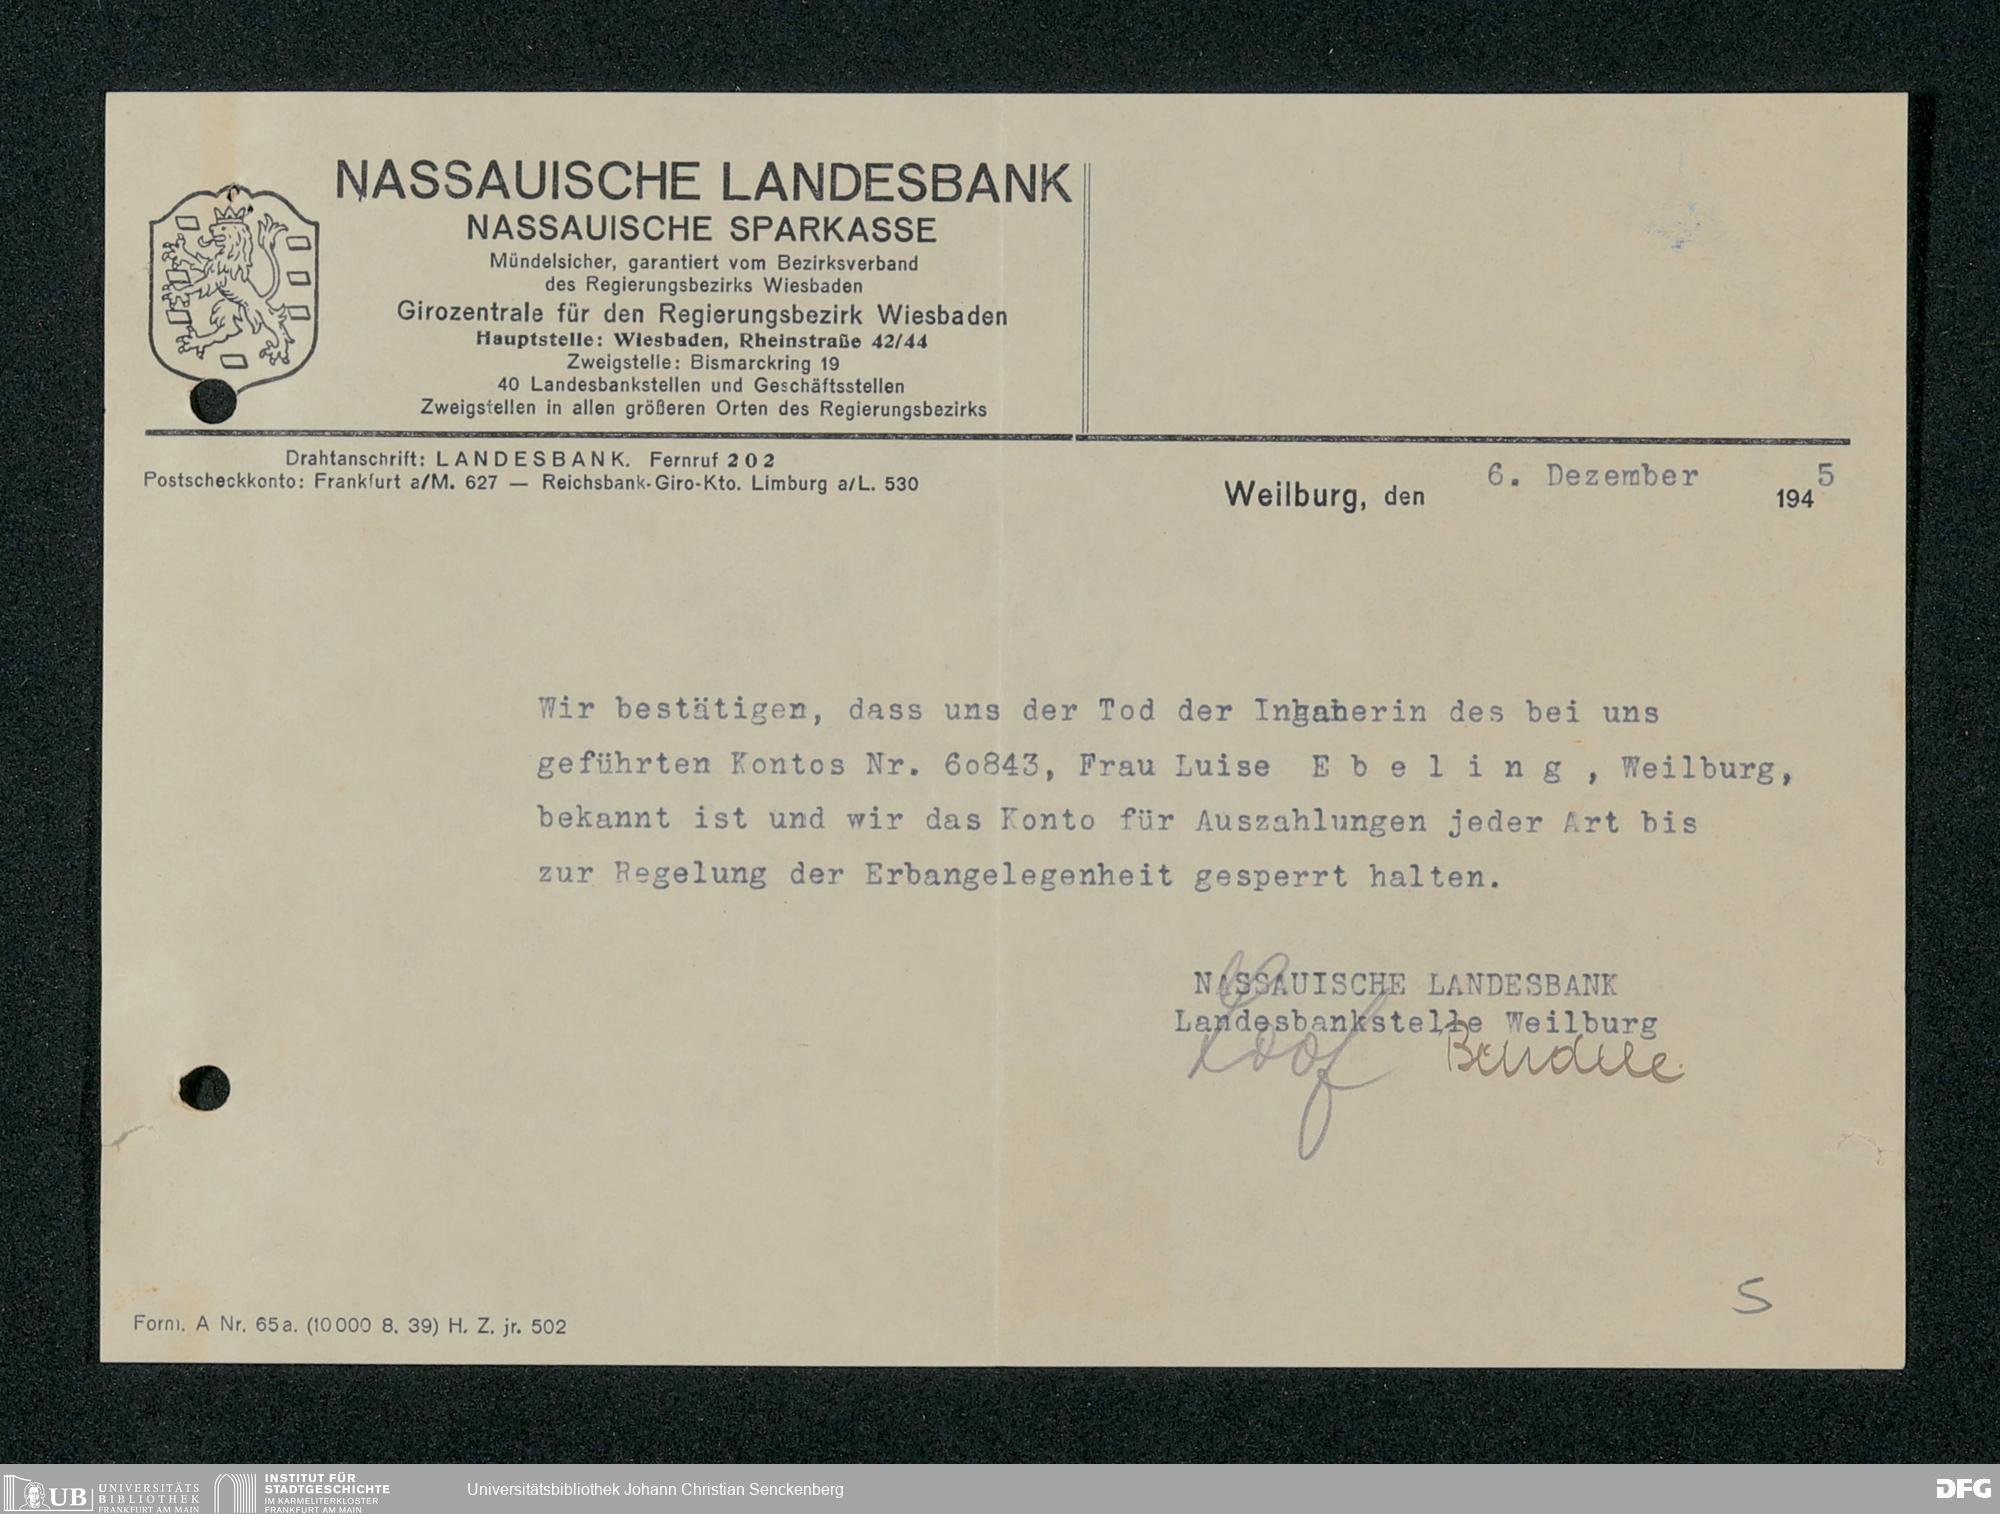 NASSAUISCHE LANDESBANK
NASSAUISCHE SPARKASSE
Mündelsicher, garantiert vom Bezirksverband
des Regierungsbezirks Wiesbaden
Girozentrale für den Regierungsbezirk Wiesbaden
Hauptstelle: Wiesbaden, Rheinstraße 42/44
Zweigstelle: Bismarckring 19
40 Landesbankstellen und Geschäftsstellen
Zweigstellen in allen größeren Orten des Regierungsbezirks
Drahtanschrift: LANDESBANK. Fernruf 202
Postscheckkonto: Frankfurt a/M. 627 — Reichsbank-Giro-Kto. Limburg a/L. 530
Weilburg, den 6. Dezember 1945
Wir bestätigen, dass uns der Tod der des bei uns
geführten Kontos Nr. 6o843, Frau Luise E b e l i n g , Weilburg,
bekannt ist und wir das Konto für Auszahlungen jeder Art bis
zur Regelung der Erbangelegenheit gesperrt halten.
NASSAUISCHE LANDESBANK
Landesbankstelle Weilburg
S
Form. A Nr. 65a. (10000 8. 39) H. Z. jr. 502
UB UNIVERSITÄTS
BIBLIOTHEK
FRANKFURT AM MAIN
INSTITUT FÜR
STADTGESCHICHTE
IM KARMELITERKLOSTER
FRANKFURT AM MAIN
Universitätsbibliothek Johann Christian Senckenberg
DFG